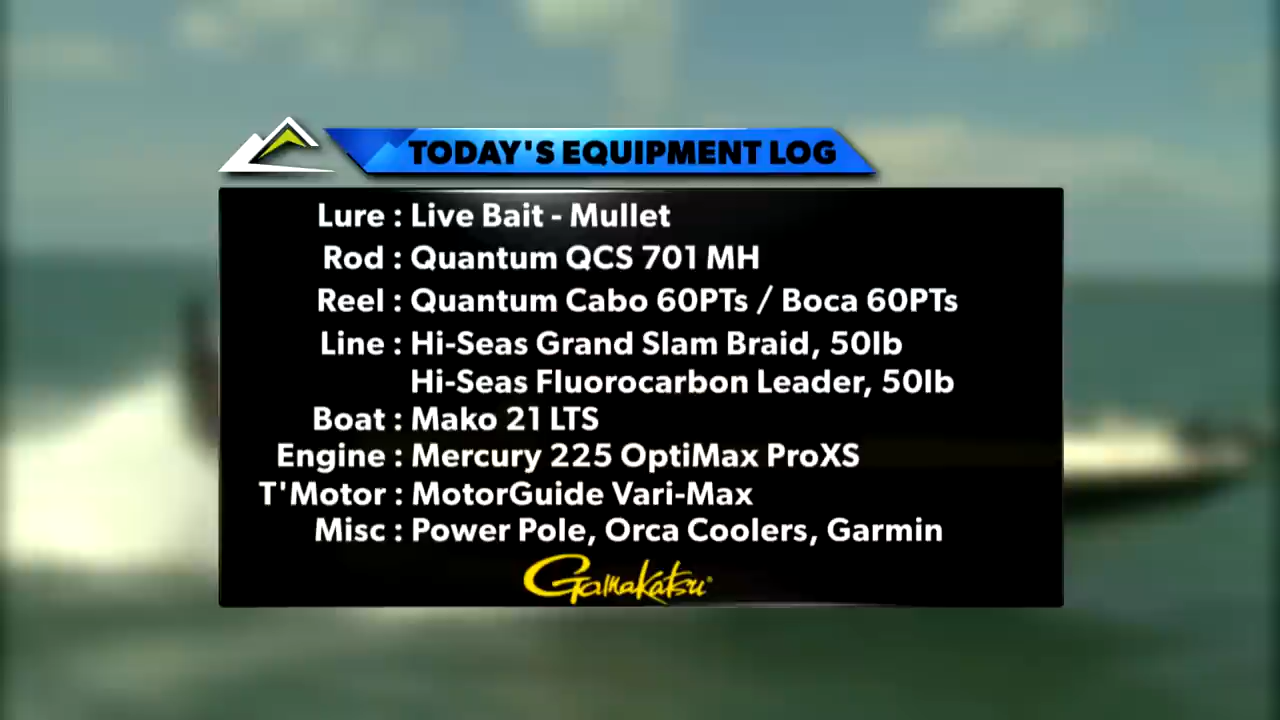 TODAY'S EQUIPMENT LOG
Lure : Live Bait - Mullet
Rod : Quantum QCS 701 MH
Reel : Quantum Cabo 60PTs / Boca 60PTs
Line : Hi-Seas Grand Slam Braid, 50lb
Hi-Seas Fluorocarbon Leader, 50lb
Boat : Mako 21 LTS
Engine : Mercury 225 OptiMax ProXS
T'Motor : MotorGuide Vari-Max
Misc : Power Pole, Orca Coolers, Garmin
Gamakatsu®